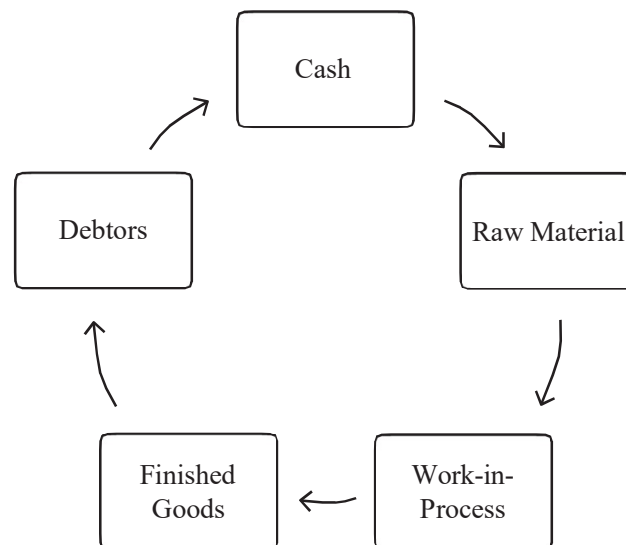 Cash
Debtors
Raw Material
Finished
Goods
Work-in-
Process